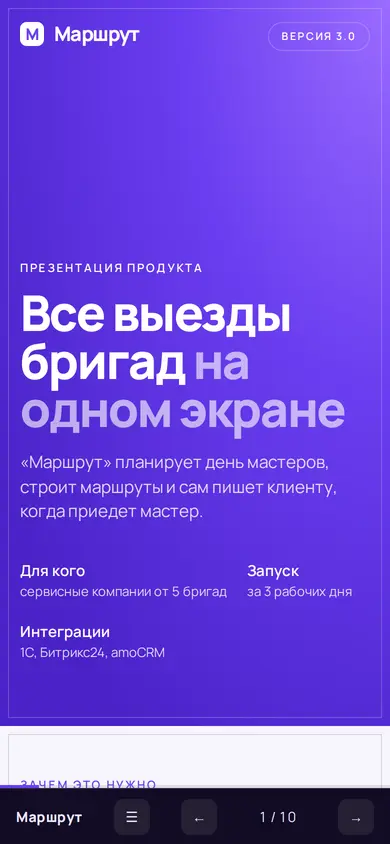 М Маршрут
ВЕРСИЯ 3.0
ПРЕЗЕНТАЦИЯ ПРОДУКТА
Все выезды
бригад на
одном экране
«Маршрут» планирует день мастеров,
строит маршруты и сам пишет клиенту,
когда приедет мастер.
Для кого
сервисные компании от 5 бригад
Запуск
за 3 рабочих дня
Интеграции
1С, Битрикс24, amoCRM
ЗАЧЕМ ЭТО НУЖНО
Маршрут
☰
←
1 / 10
→